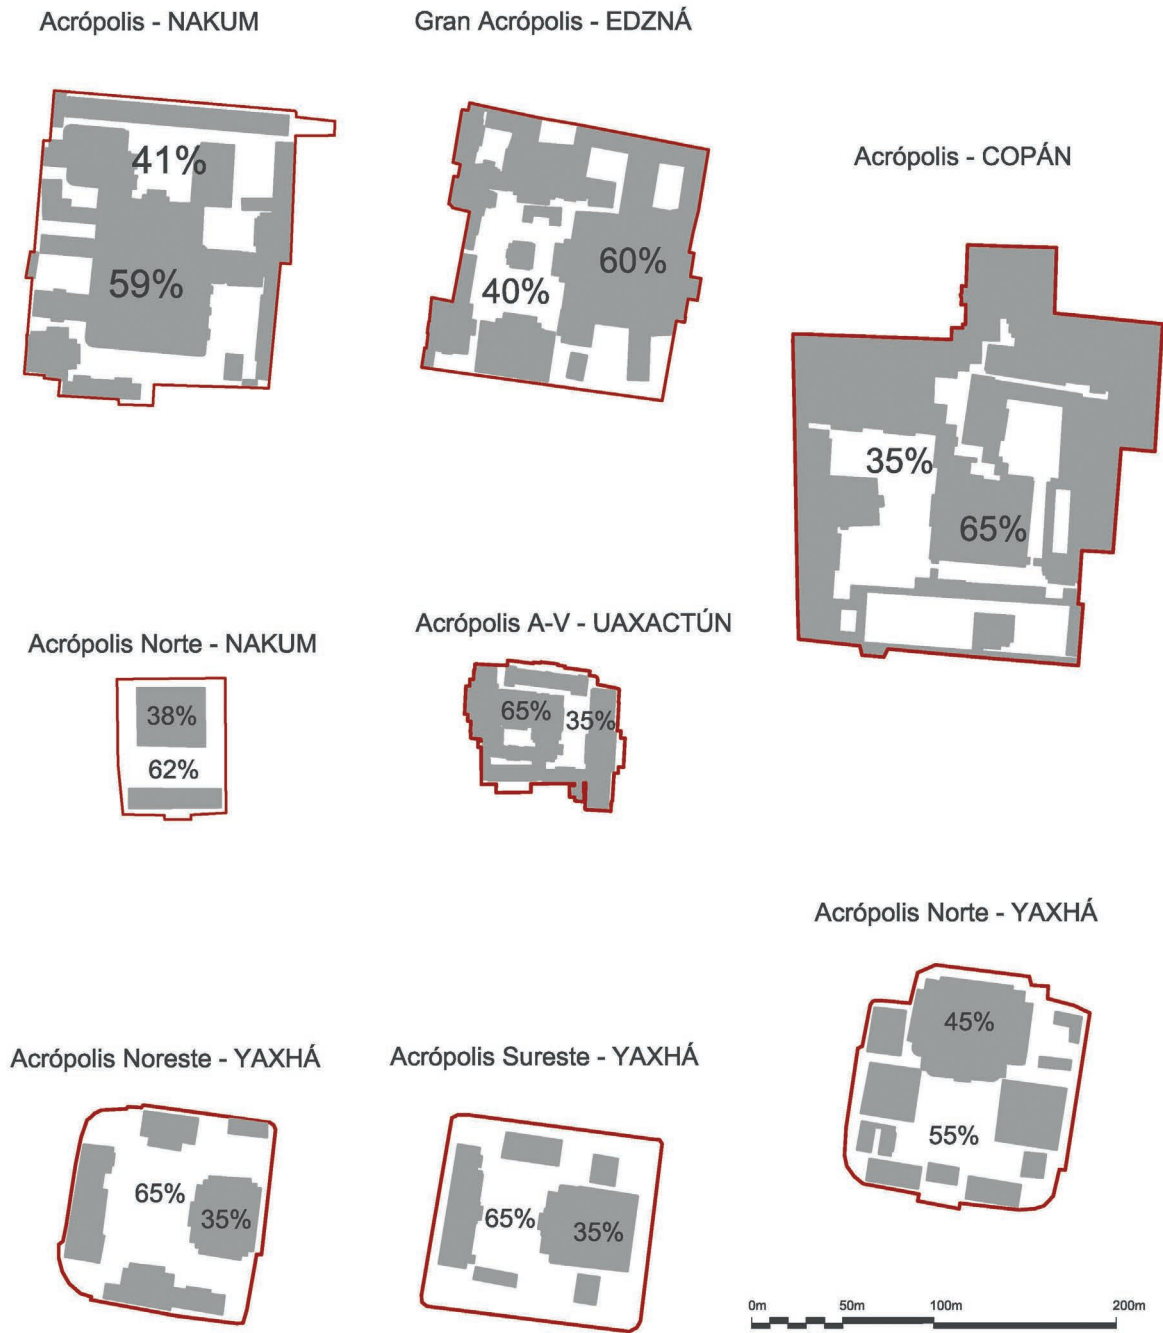 Acrópolis - NAKUM
41%
59%
Gran Acrópolis - EDZNÁ
60%
40%
Acrópolis - COPÁN
35%
65%
Acrópolis Norte - NAKUM
38%
62%
Acrópolis A-V - UAXACTÚN
65%
35%
Acrópolis Norte - YAXHÁ
45%
55%
Acrópolis Noreste - YAXHÁ
65%
35%
Acrópolis Sureste - YAXHÁ
65%
35%
0m 50m 100m 200m